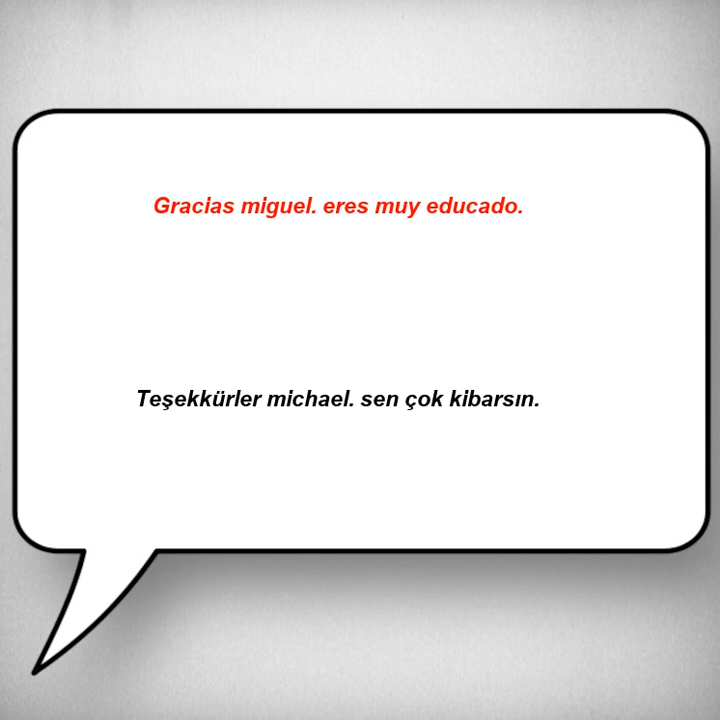 Gracias miguel. eres muy educado.
Teşekkürler michael. sen çok kibarsın.